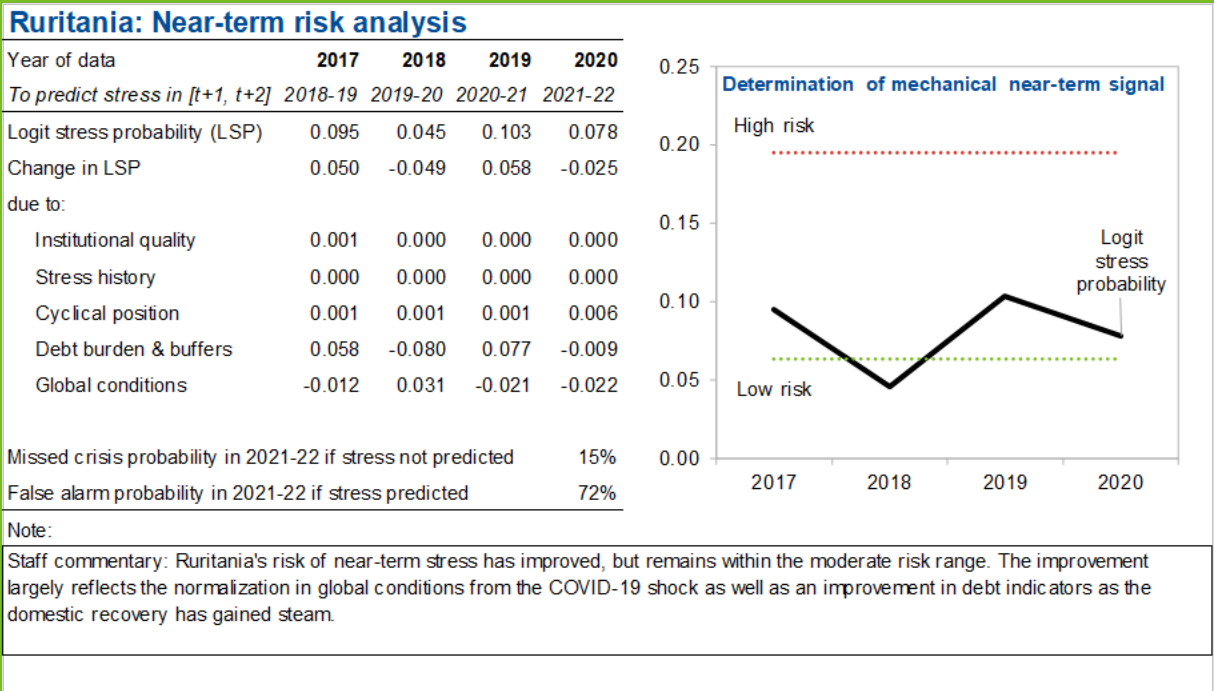 Ruritania: Near-term risk analysis
Year of data 2017 2018 2019 2020
To predict stress in [t+1, t+2] 2018-19 2019-20 2020-21 2021-22
Logit stress probability (LSP) 0.095 0.045 0.103 0.078
Change in LSP 0.050 -0.049 0.058 -0.025
due to:
Institutional quality 0.001 0.000 0.000 0.000
Stress history 0.000 0.000 0.000 0.000
Cyclical position 0.001 0.001 0.001 0.006
Debt burden & buffers 0.058 -0.080 0.077 -0.009
Global conditions -0.012 0.031 -0.021 -0.022
Missed crisis probability in 2021-22 if stress not predicted 15%
False alarm probability in 2021-22 if stress predicted 72%
0.25
Determination of mechanical near-term signal
High risk
0.20
0.15
Logit
stress
probability
0.10
0.05
Low risk
0.00
2017 2018 2019 2020
Note:
Staff commentary: Ruritania's risk of near-term stress has improved, but remains within the moderate risk range. The improvement
largely reflects the normalization in global conditions from the COVID-19 shock as well as an improvement in debt indicators as the
domestic recovery has gained steam.